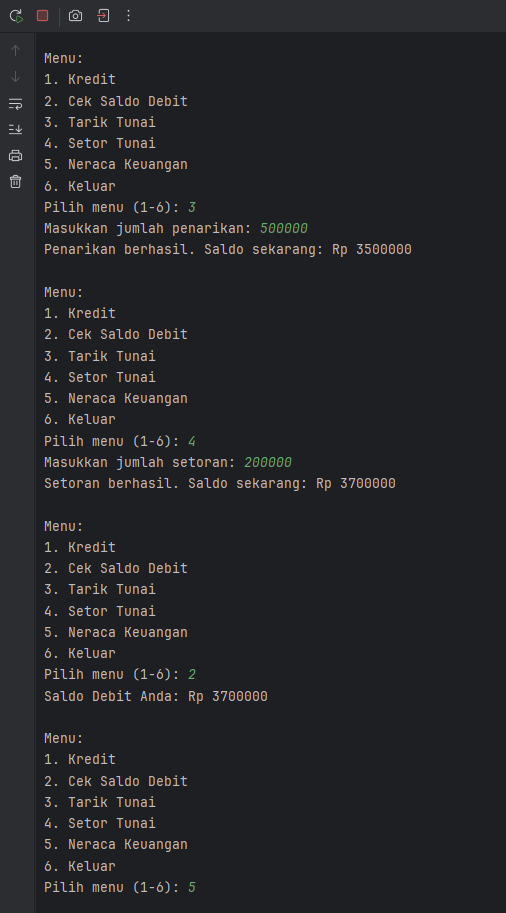 Menu:
1. Kredit
2. Cek Saldo Debit
3. Tarik Tunai
4. Setor Tunai
5. Neraca Keuangan
6. Keluar
Pilih menu (1-6): 3
Masukkan jumlah penarikan: 500000
Penarikan berhasil. Saldo sekarang: Rp 3500000
Menu:
1. Kredit
2. Cek Saldo Debit
3. Tarik Tunai
4. Setor Tunai
5. Neraca Keuangan
6. Keluar
Pilih menu (1-6): 4
Masukkan jumlah setoran: 200000
Setoran berhasil. Saldo sekarang: Rp 3700000
Menu:
1. Kredit
2. Cek Saldo Debit
3. Tarik Tunai
4. Setor Tunai
5. Neraca Keuangan
6. Keluar
Pilih menu (1-6): 2
Saldo Debit Anda: Rp 3700000
Menu:
1. Kredit
2. Cek Saldo Debit
3. Tarik Tunai
4. Setor Tunai
5. Neraca Keuangan
6. Keluar
Pilih menu (1-6): 5